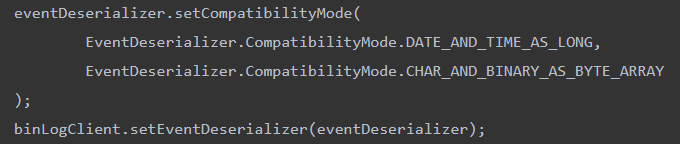 eventDeserializer.setCompatibilityMode(
        EventDeserializer.CompatibilityMode.DATE_AND_TIME_AS_LONG,
        EventDeserializer.CompatibilityMode.CHAR_AND_BINARY_AS_BYTE_ARRAY
);
binLogClient.setEventDeserializer(eventDeserializer);